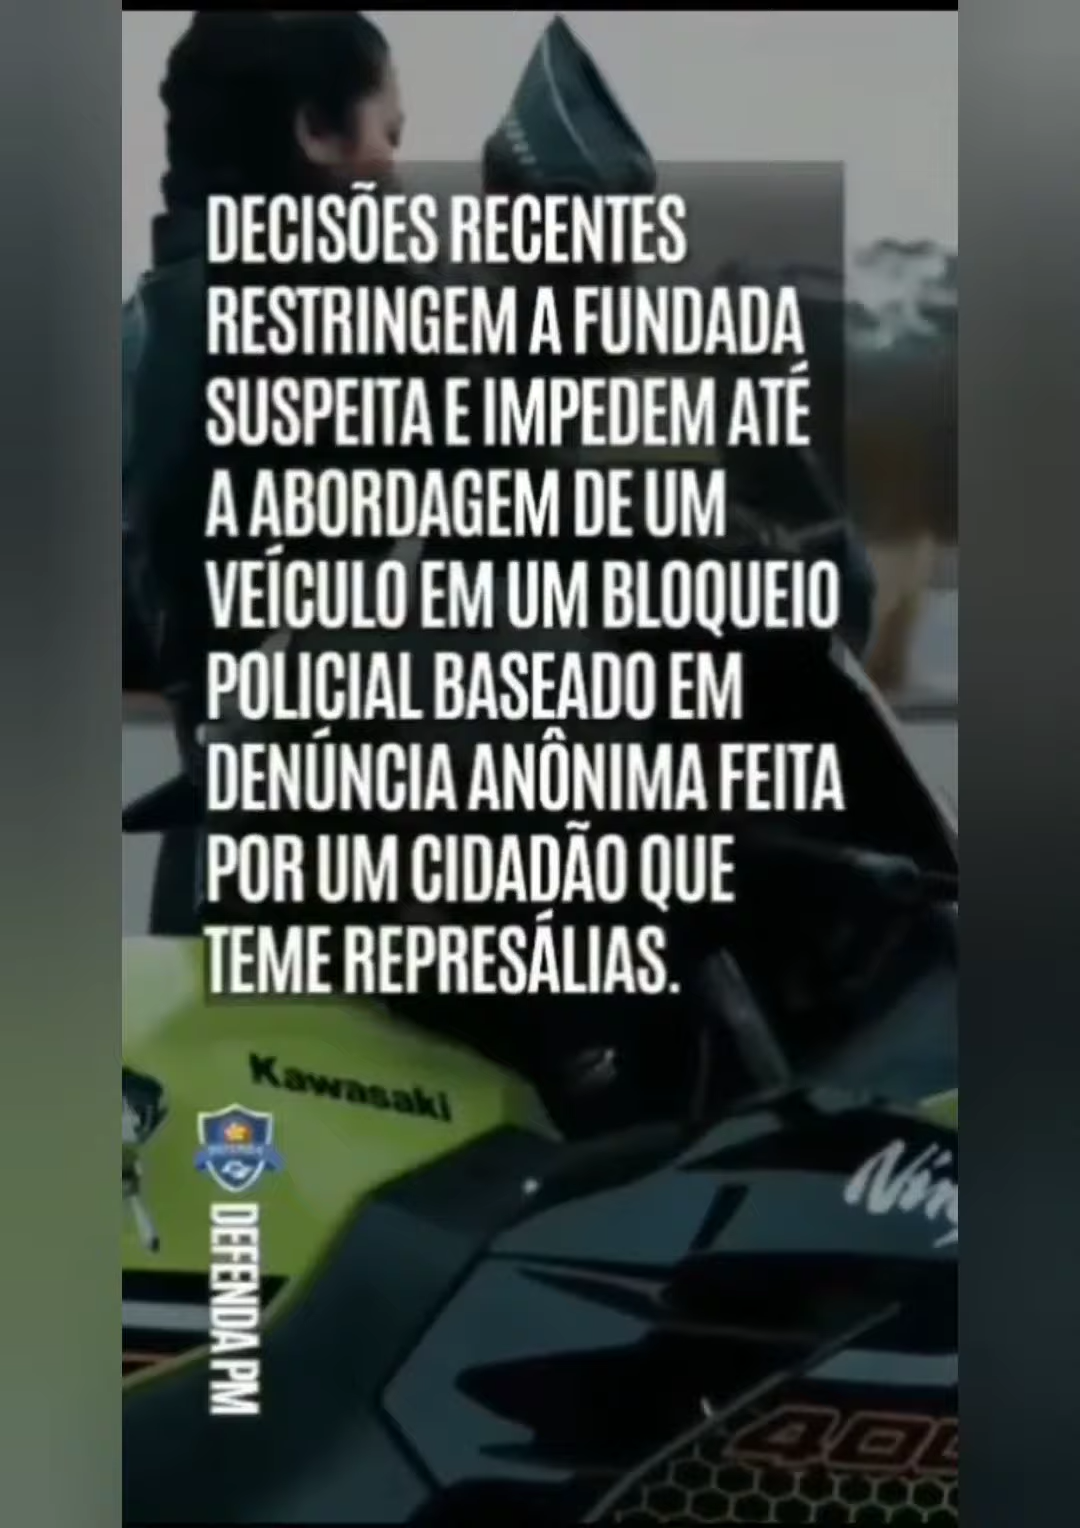 DECISÕES RECENTES
RESTRINGEM A FUNDADA
SUSPEITA E IMPEDEM ATÉ
A ABORDAGEM DE UM
VEÍCULO EM UM BLOQUEIO
POLICIAL BASEADO EM
DENÚNCIA ANÔNIMA FEITA
POR UM CIDADÃO QUE
TEME REPRESÁLIAS.
Kawasaki
DEFENDA PM
400